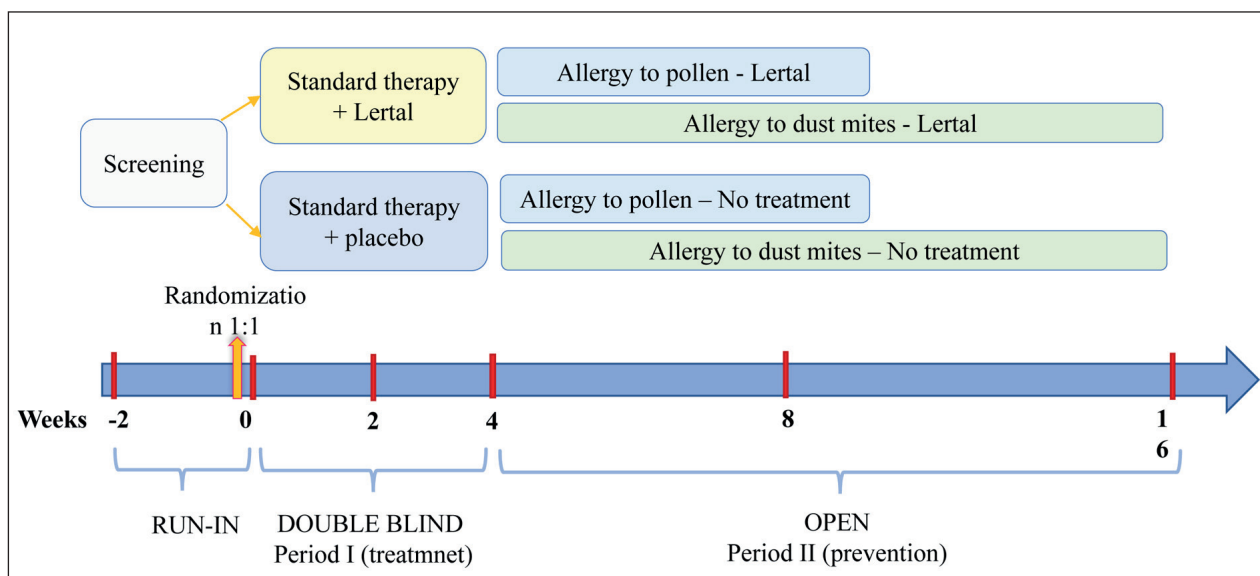 Standard therapy
+ Lertal
Allergy to pollen - Lertal
Allergy to dust mites - Lertal
Screening
Standard therapy
+ placebo
Allergy to pollen – No treatment
Allergy to dust mites – No treatment
Randomizatio
n 1:1
Weeks -2 0 2 4 8 1
6
RUN-IN
DOUBLE BLIND
Period I (treatmnet)
OPEN
Period II (prevention)